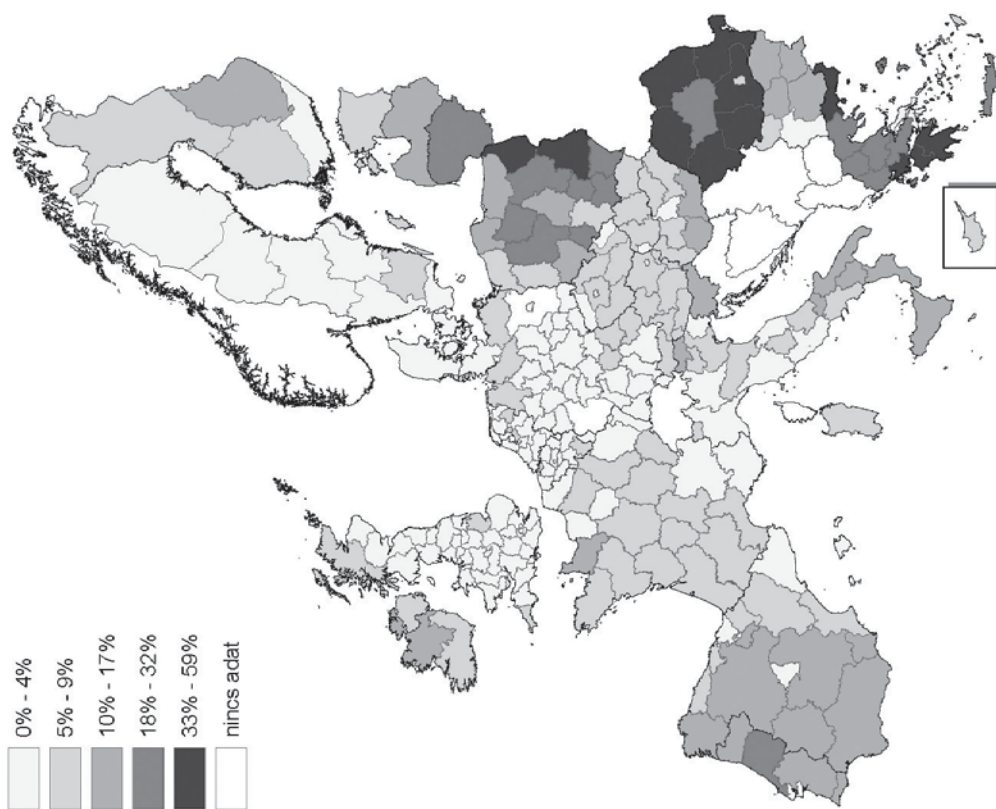 0% - 4%
5% - 9%
10% - 17%
18% - 32%
33% - 59%
nincs adat